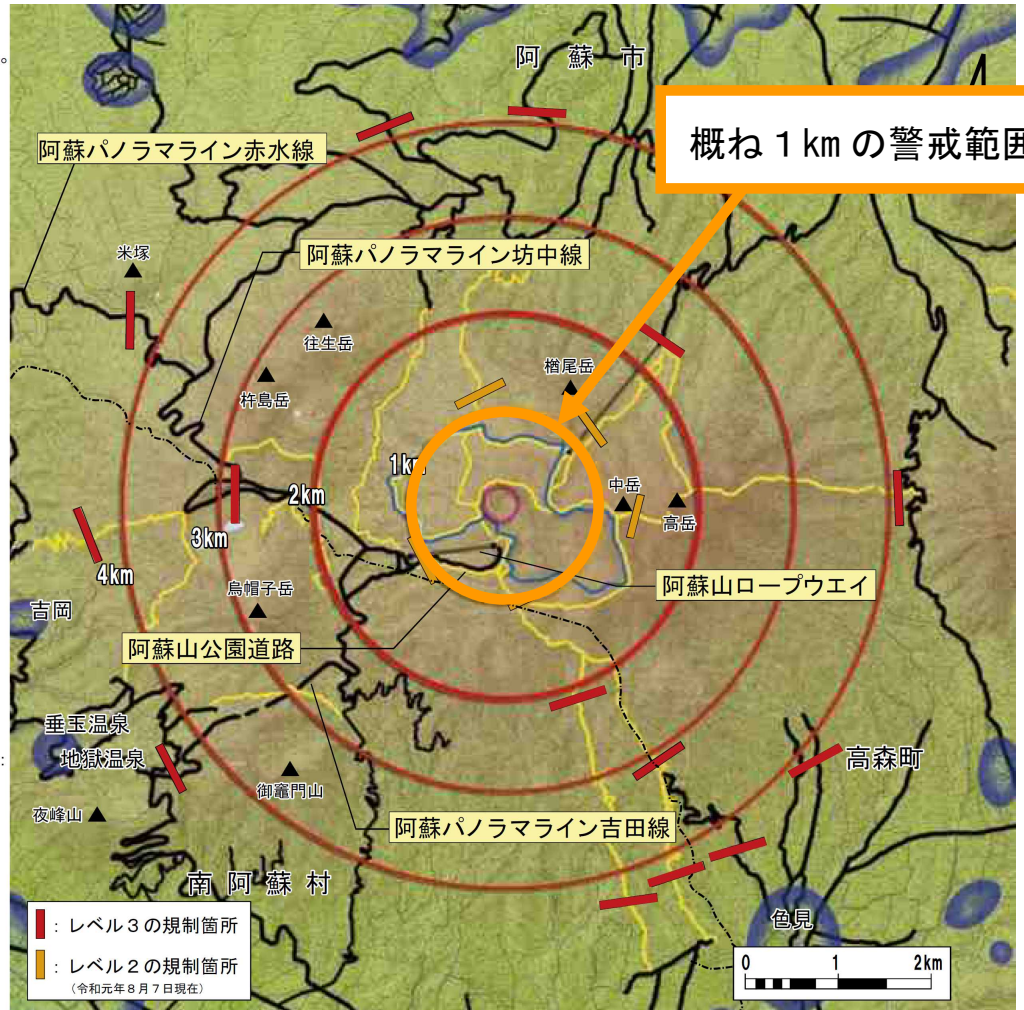 。
阿蘇市
概ね1kmの警戒範囲
阿蘇パノラマライン赤水線
阿蘇パノラマライン坊中線
米塚
往生岳
杵島岳
楢尾岳
1km
2km
3km
4km
中岳
高岳
阿蘇山ロープウエイ
烏帽子岳
吉岡
阿蘇山公園道路
垂玉温泉
地獄温泉
:
御竈門山
夜峰山
高森町
阿蘇パノラマライン吉田線
南阿蘇村
色見
:レベル3の規制箇所
:レベル2の規制箇所
(令和元年8月7日現在)
0 1 2km